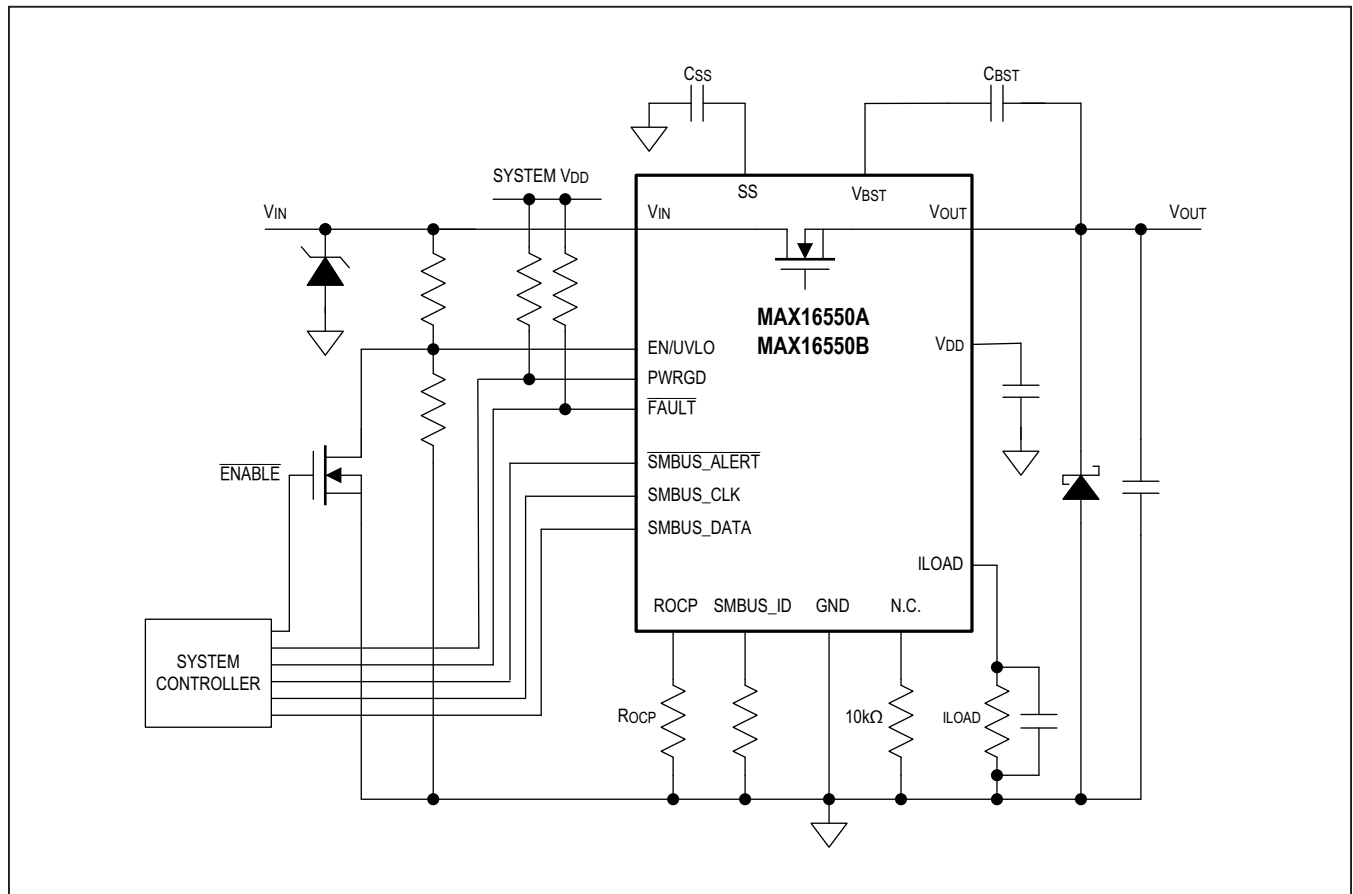 CSS
CBST
SYSTEM VDD
SS
VBST
VIN
VIN
VOUT
VOUT
MAX16550A
MAX16550B
VDD
EN/UVLO
PWRGD
FAULT
ENABLE
SMBUS_ALERT
SMBUS_CLK
SMBUS_DATA
ILOAD
ROCP
SMBUS_ID
GND
N.C.
SYSTEM
CONTROLLER
ROCP
10kΩ
ILOAD